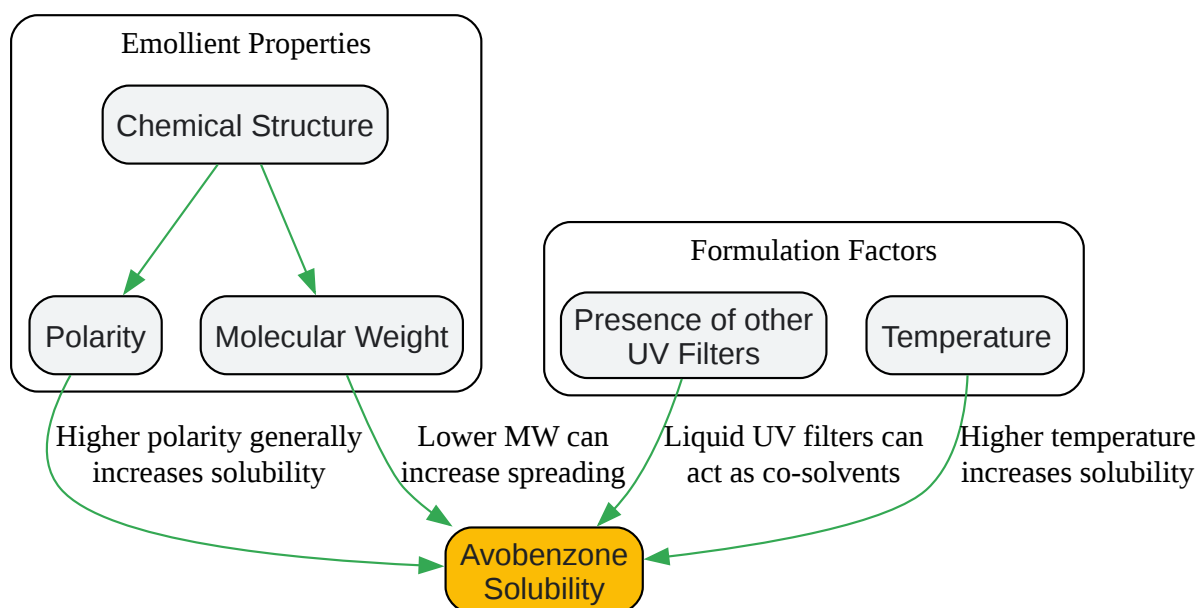 Emollient Properties
Chemical Structure
Polarity
Molecular Weight
Formulation Factors
Presence of other
UV Filters
Temperature
Higher polarity generally
increases solubility
Lower MW can
increase spreading
Liquid UV filters can
act as co-solvents
Higher temperature
increases solubility
Avobenzone
Solubility